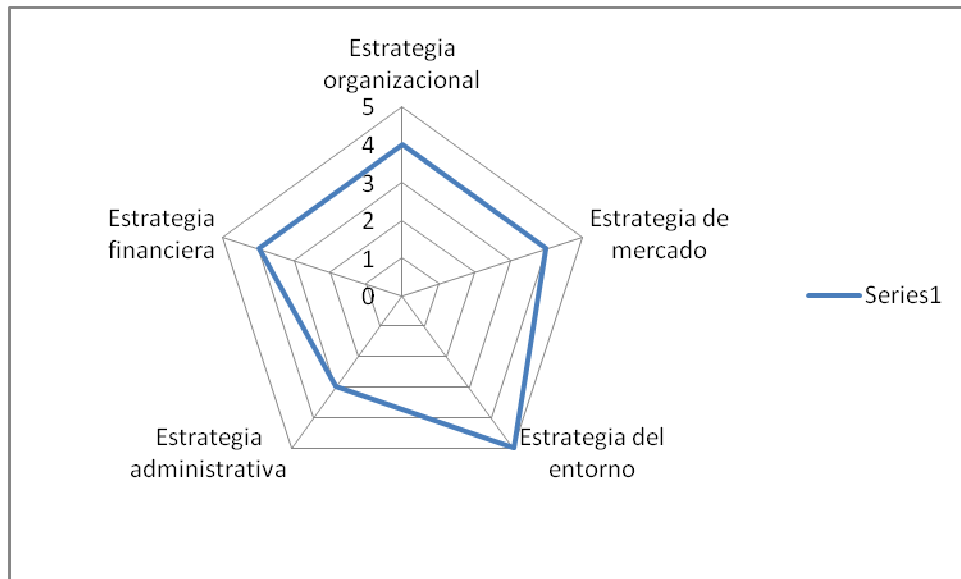 Estrategia
organizacional
5
4
3
2
1
0
Estrategia de
mercado
Estrategia del
entorno
Estrategia
administrativa
Estrategia
financiera
Series1